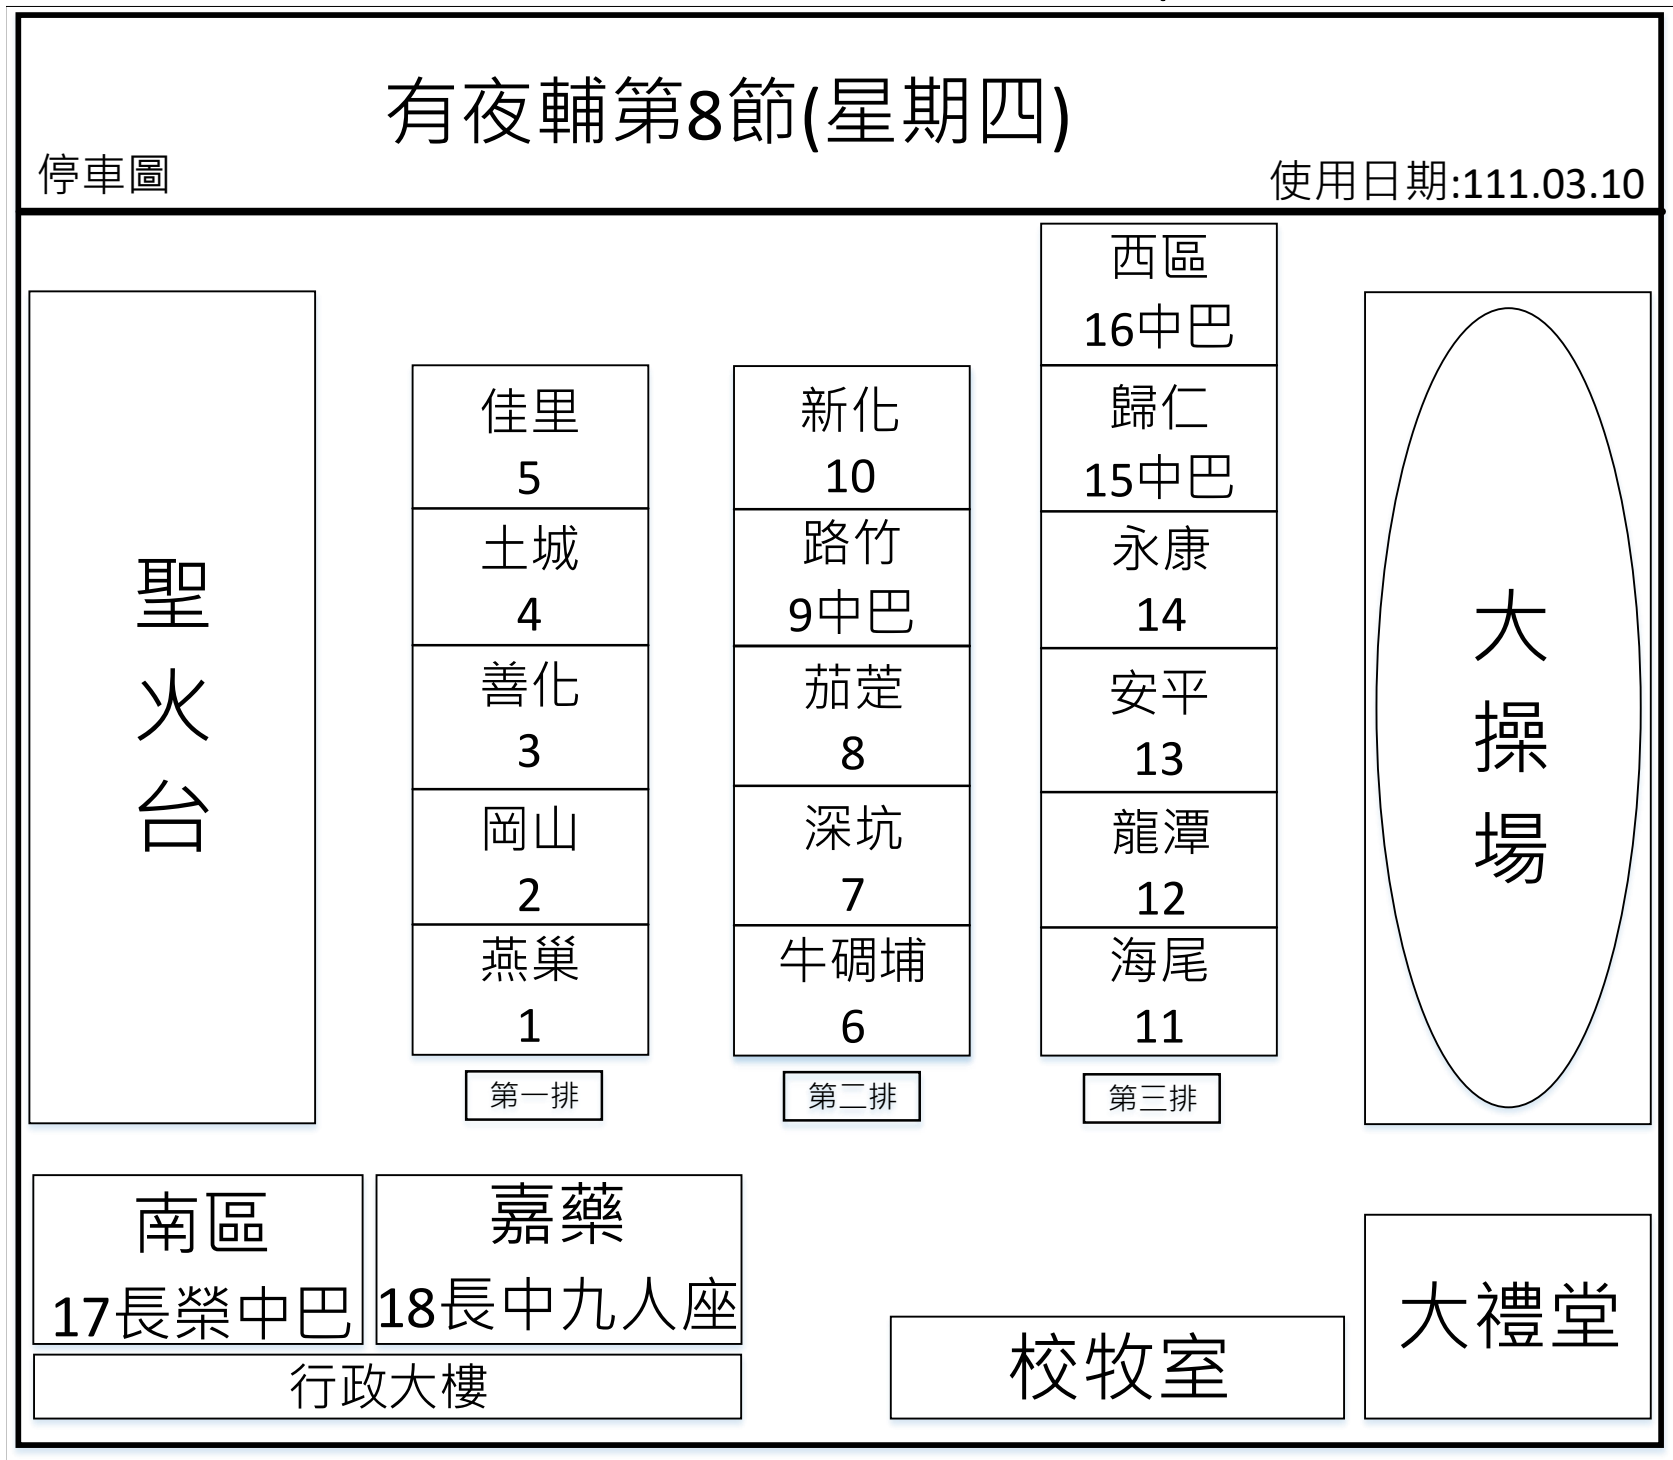 有夜輔第8節(星期四)
停車圖
使用日期:111.03.10
聖
火
台
佳里
5
土城
4
善化
3
岡山
2
燕巢
1
第一排
新化
10
路竹
9中巴
茄萣
8
深坑
7
牛稠埔
6
第二排
西區
16中巴
歸仁
15中巴
永康
14
安平
13
龍潭
12
海尾
11
第三排
大
操
場
南區
17長榮中巴
嘉藥
18長中九人座
行政大樓
校牧室
大禮堂